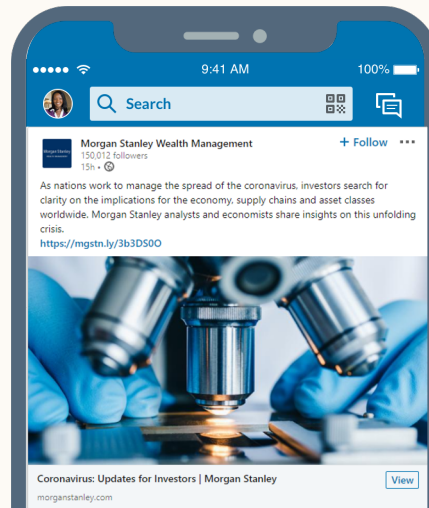 9:41 AM
100%
Search
Morgan Stanley
Morgan Stanley Wealth Management
+ Follow
150,012 followers
15h •
As nations work to manage the spread of the coronavirus, investors search for
clarity on the implications for the economy, supply chains and asset classes
worldwide. Morgan Stanley analysts and economists share insights on this unfolding
crisis.
https://mgstn.ly/3b3DS0O
Coronavirus: Updates for Investors | Morgan Stanley
View
morganstanley.com